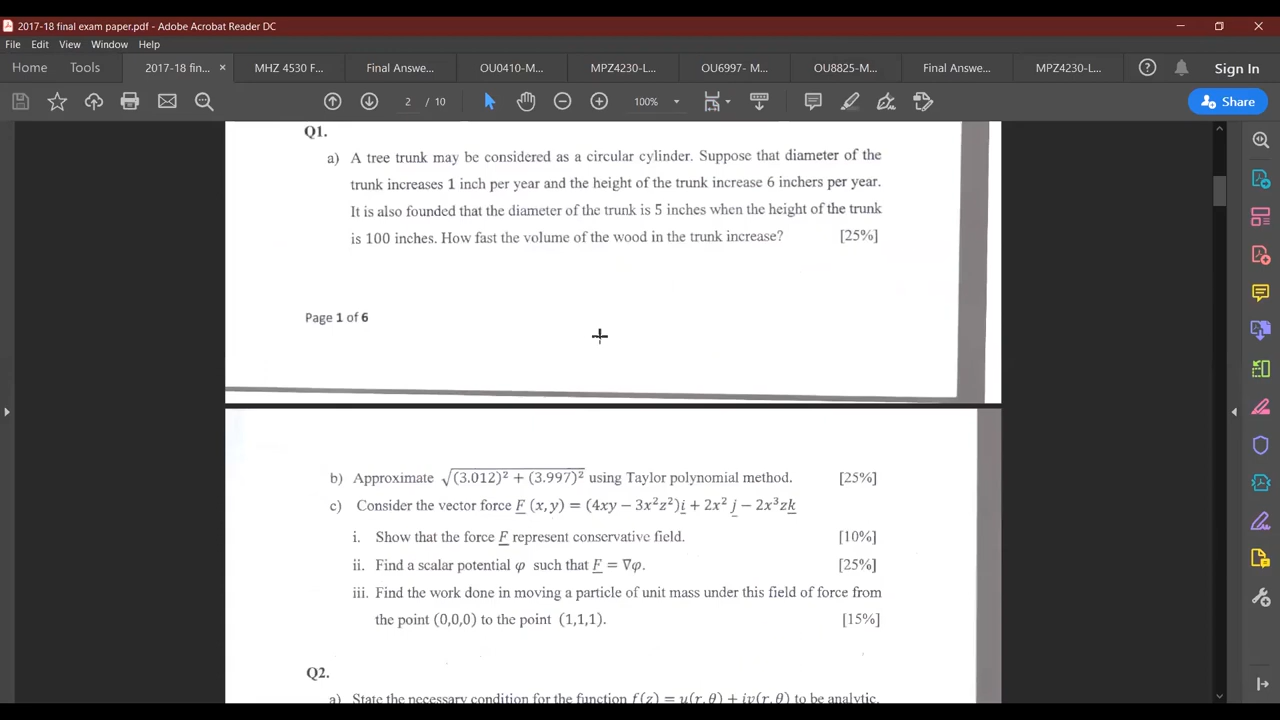 2017-18 final exam paper.pdf - Adobe Acrobat Reader DC
File Edit View Window Help
Home Tools 2017-18 fin... × MHZ 4530 F... Final Answe... OU0410-M... MPZ4230-L... OU6997- M... OU8825-M... Final Answe... MPZ4230-L... Sign In
2 / 10 100% Share
Q1.
a) A tree trunk may be considered as a circular cylinder. Suppose that diameter of the
trunk increases 1 inch per year and the height of the trunk increase 6 inchers per year.
It is also founded that the diameter of the trunk is 5 inches when the height of the trunk
is 100 inches. How fast the volume of the wood in the trunk increase? [25%]
Page 1 of 6
b) Approximate √(3.012)² + (3.997)² using Taylor polynomial method. [25%]
c) Consider the vector force F (x, y) = (4xy − 3x²z²)i + 2x² j − 2x³zk
i. Show that the force F represent conservative field. [10%]
ii. Find a scalar potential φ such that F = ∇φ. [25%]
iii. Find the work done in moving a particle of unit mass under this field of force from
the point (0,0,0) to the point (1,1,1). [15%]
Q2.
a) State the necessary condition for the function f(z) = u(r, θ) + iv(r, θ) to be analytic.